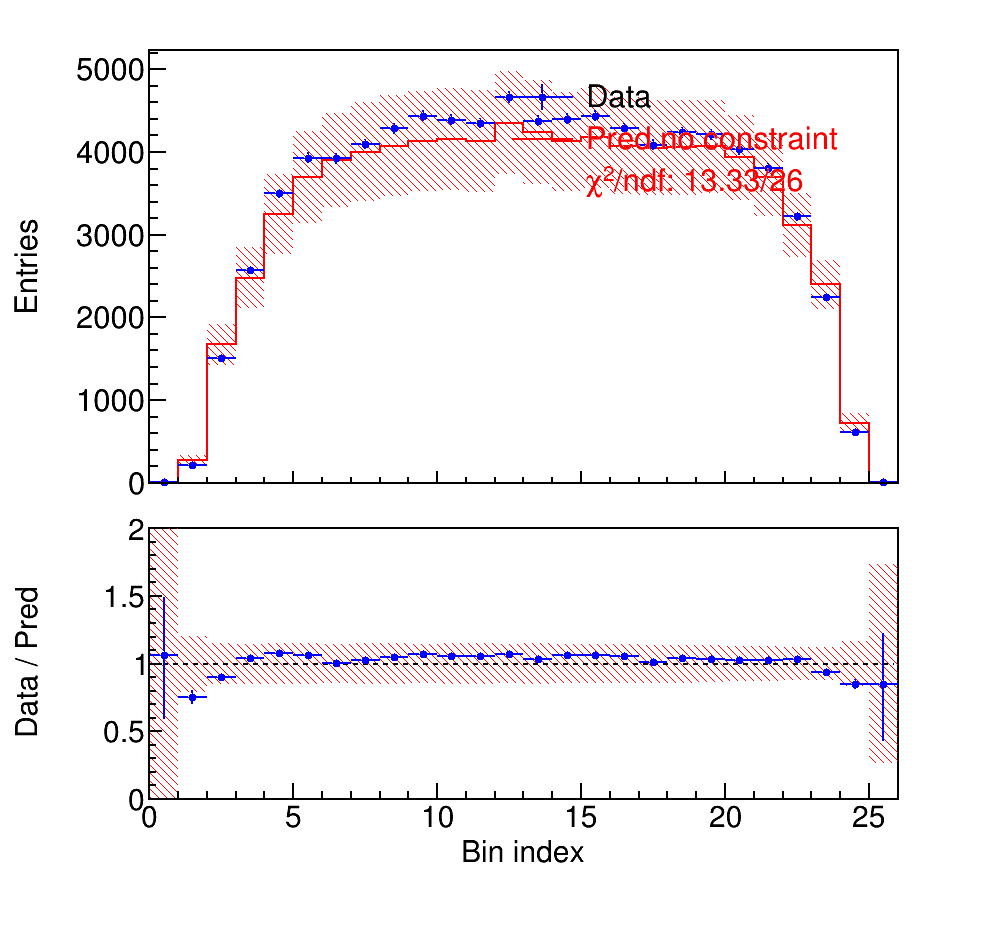 5000
4000
3000
2000
1000
0
Entries
Data
Pred no constraint
χ²/ndf: 13.33/26
2
1.5
1
0.5
0
Data / Pred
0 5 10 15 20 25
Bin index